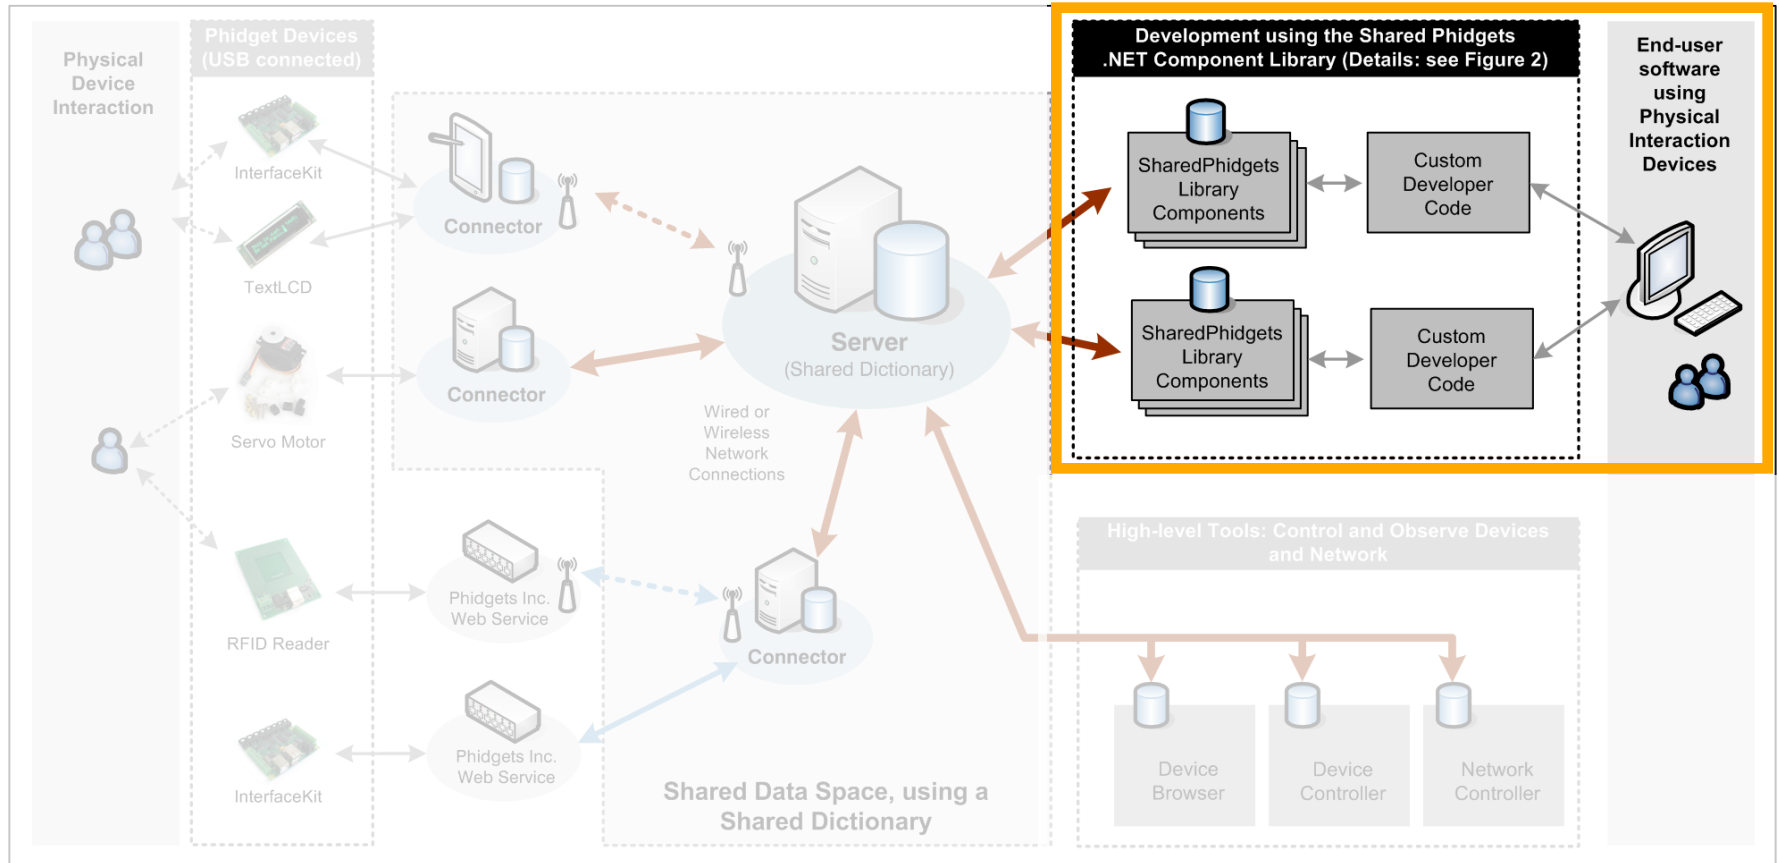 Physical
Device
Interaction
Phidget Devices
(USB connected)
InterfaceKit
TextLCD
Servo Motor
RFID Reader
InterfaceKit
Connector
Connector
Phidgets Inc.
Web Service
Phidgets Inc.
Web Service
Server
(Shared Dictionary)
Wired or
Wireless
Network
Connections
Connector
Shared Data Space, using a
Shared Dictionary
Development using the Shared Phidgets
.NET Component Library (Details: see Figure 2)
SharedPhidgets
Library
Components
Custom
Developer
Code
SharedPhidgets
Library
Components
Custom
Developer
Code
End-user
software
using
Physical
Interaction
Devices
High-level Tools: Control and Observe Devices
and Network
Device
Browser
Device
Controller
Network
Controller